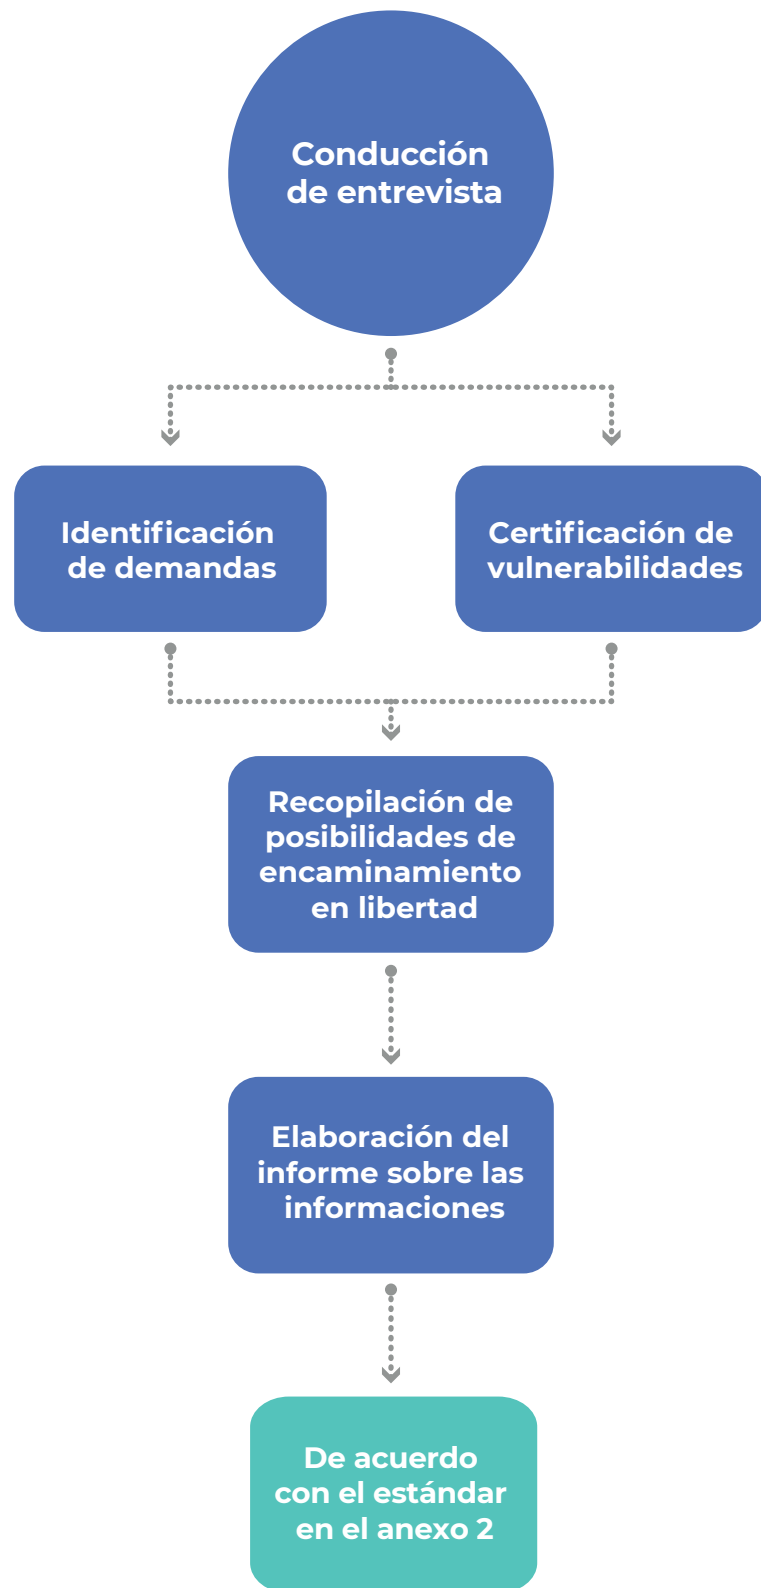 Conducción
de entrevista
Identificación
de demandas
Certificación de
vulnerabilidades
Recopilación de
posibilidades de
encaminamiento
en libertad
Elaboración del
informe sobre las
informaciones
De acuerdo
con el estándar
en el anexo 2